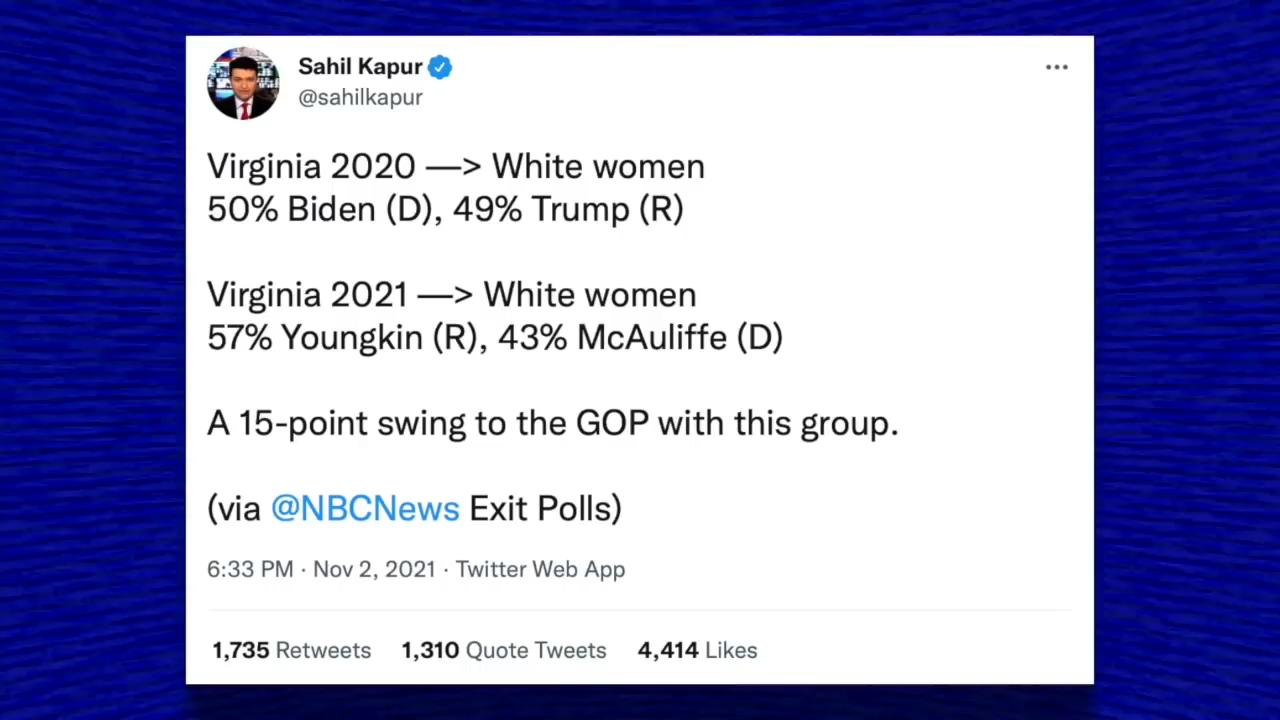 Sahil Kapur
@sahilkapur
Virginia 2020 —> White women
50% Biden (D), 49% Trump (R)
Virginia 2021 —> White women
57% Youngkin (R), 43% McAuliffe (D)
A 15-point swing to the GOP with this group.
(via @NBCNews Exit Polls)
6:33 PM · Nov 2, 2021 · Twitter Web App
1,735 Retweets 1,310 Quote Tweets 4,414 Likes